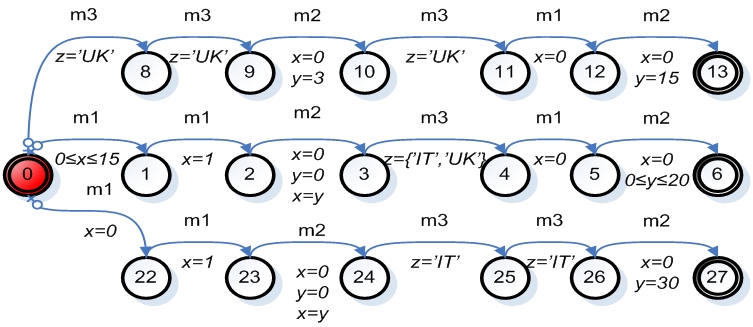 m3 m3 m2 m3 m1 m2
z='UK' z='UK' x=0 z='UK' x=0 x=0
y=3 y=15
8 9 10 11 12 13
m1 m1 m2 m3 m1 m2
0≤x≤15 x=1 x=0 z={'IT','UK'} x=0 x=0
y=0 0≤y≤20
x=y
0 1 2 3 4 5 6
m1 m1 m2 m3 m3 m2
x=0 x=1 x=0 z='IT' z='IT' x=0
y=0 y=30
x=y
22 23 24 25 26 27